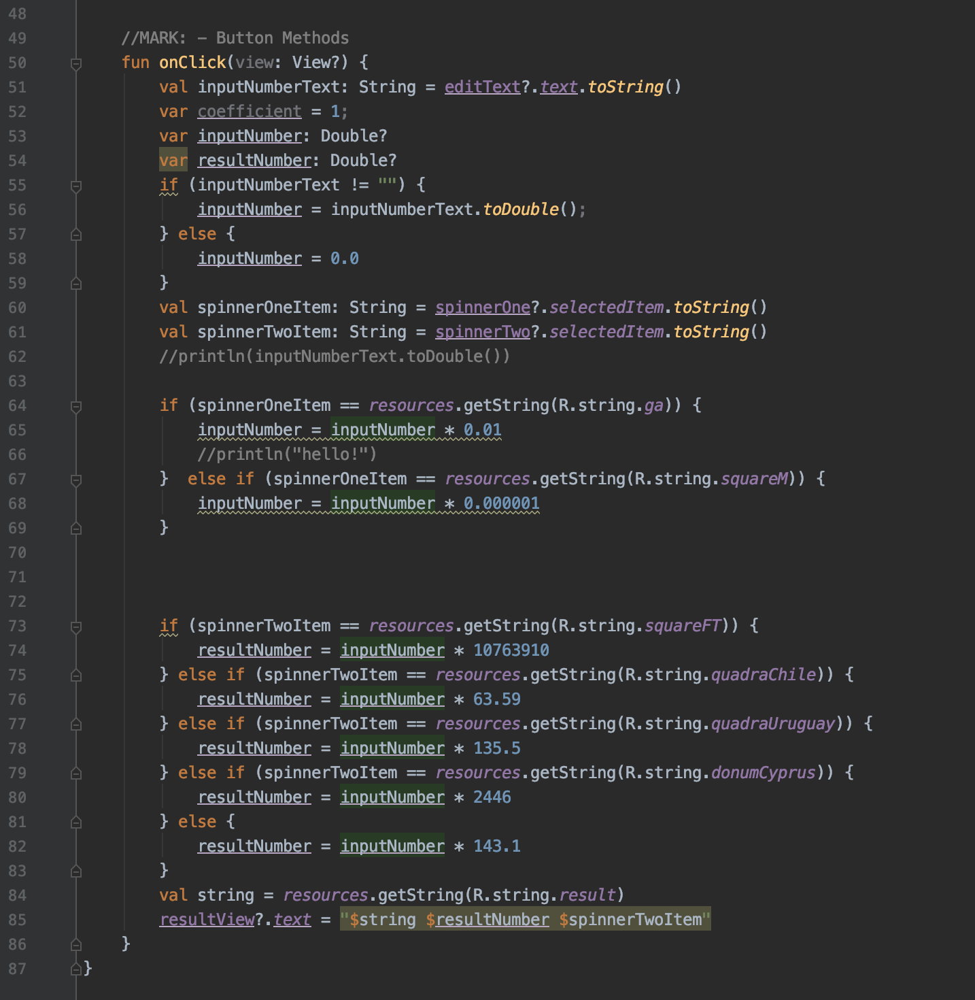 48
49 //MARK: - Button Methods
50 fun onClick(view: View?) {
51 val inputNumberText: String = editText?.text.toString()
52 var coefficient = 1;
53 var inputNumber: Double?
54 var resultNumber: Double?
55 if (inputNumberText != "") {
56 inputNumber = inputNumberText.toDouble();
57 } else {
58 inputNumber = 0.0
59 }
60 val spinnerOneItem: String = spinnerOne?.selectedItem.toString()
61 val spinnerTwoItem: String = spinnerTwo?.selectedItem.toString()
62 //println(inputNumberText.toDouble())
63
64 if (spinnerOneItem == resources.getString(R.string.ga)) {
65 inputNumber = inputNumber * 0.01
66 //println("hello!")
67 }  else if (spinnerOneItem == resources.getString(R.string.squareM)) {
68 inputNumber = inputNumber * 0.000001
69 }
70
71
72
73 if (spinnerTwoItem == resources.getString(R.string.squareFT)) {
74 resultNumber = inputNumber * 10763910
75 } else if (spinnerTwoItem == resources.getString(R.string.quadraChile)) {
76 resultNumber = inputNumber * 63.59
77 } else if (spinnerTwoItem == resources.getString(R.string.quadraUruguay)) {
78 resultNumber = inputNumber * 135.5
79 } else if (spinnerTwoItem == resources.getString(R.string.donumCyprus)) {
80 resultNumber = inputNumber * 2446
81 } else {
82 resultNumber = inputNumber * 143.1
83 }
84 val string = resources.getString(R.string.result)
85 resultView?.text = "$string $resultNumber $spinnerTwoItem"
86 }
87 }